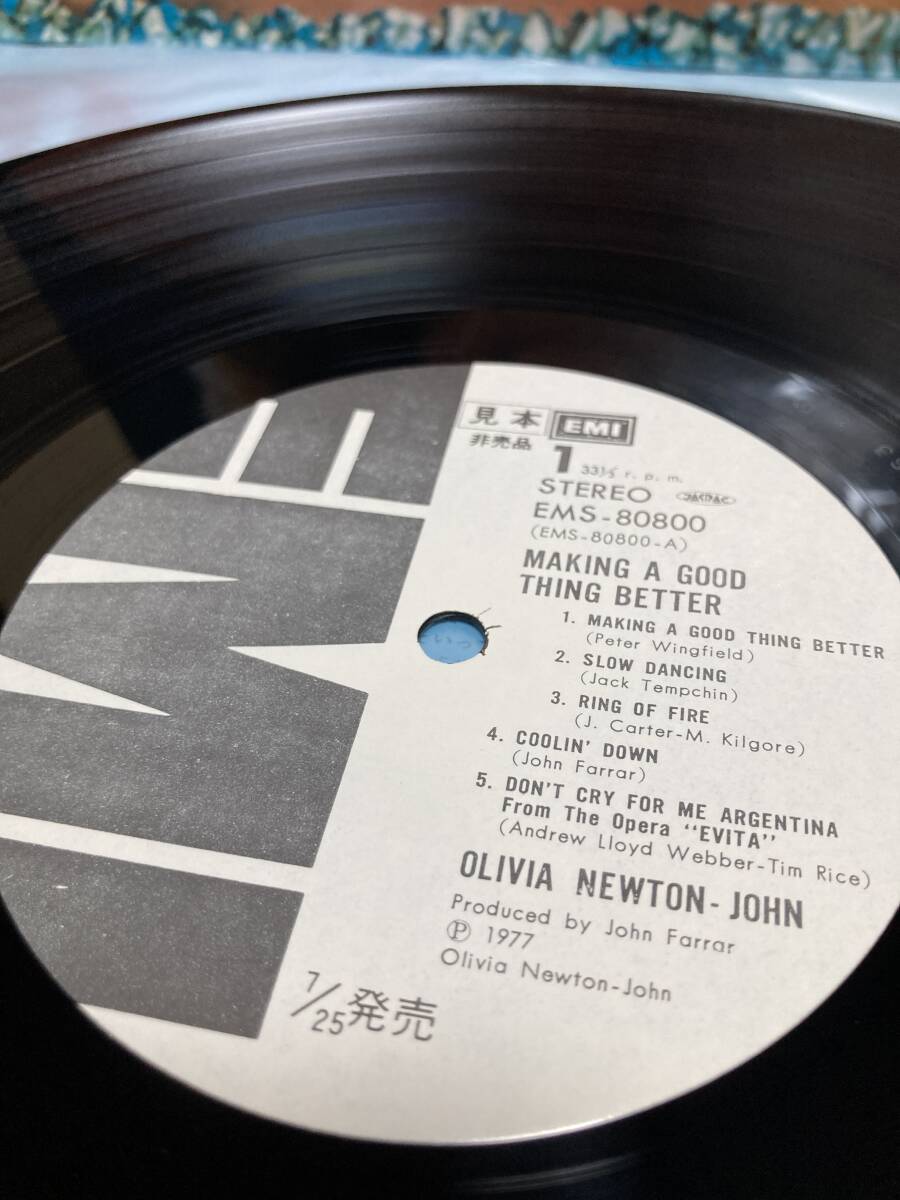 EMI
見本
EMI
非売品
1
33⅓ r. p. m.
STEREO
JASRAC
EMS-80800
(EMS-80800-A)
MAKING A GOOD
THING BETTER
1. MAKING A GOOD THING BETTER
(Peter Wingfield)
2. SLOW DANCING
(Jack Tempchin)
3. RING OF FIRE
(J. Carter-M. Kilgore)
4. COOLIN' DOWN
(John Farrar)
5. DON'T CRY FOR ME ARGENTINA
From The Opera "EVITA"
(Andrew Lloyd Webber-Tim Rice)
OLIVIA NEWTON-JOHN
Produced by John Farrar
Ⓟ 1977
Olivia Newton-John
7/25発売